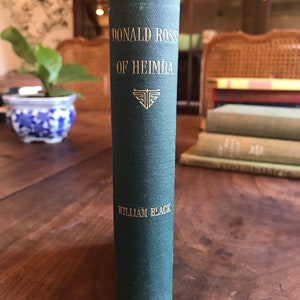 DONALD ROSS
OF HEIMRA
WILLIAM BLACK